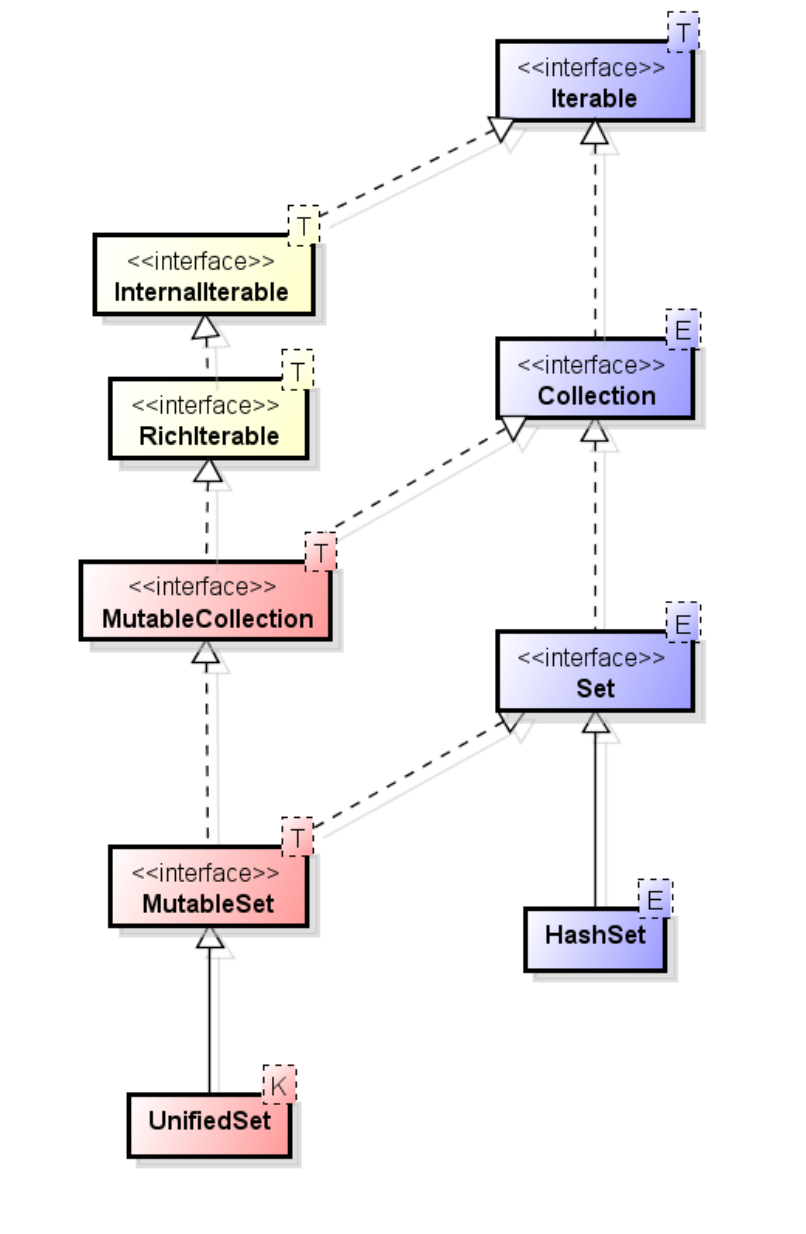 T
<<interface>>
Iterable
T
<<interface>>
InternalIterable
E
<<interface>>
Collection
T
<<interface>>
RichIterable
T
<<interface>>
MutableCollection
E
<<interface>>
Set
T
<<interface>>
MutableSet
E
HashSet
K
UnifiedSet